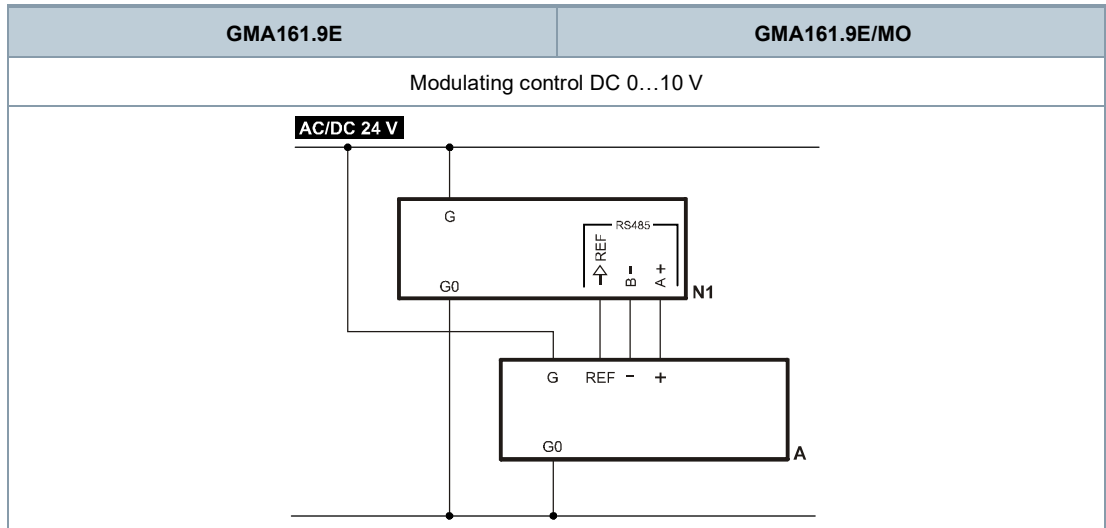 GMA161.9E GMA161.9E/MO
Modulating control DC 0…10 V
AC/DC 24 V
G
RS485
REF
B -
A +
G0
N1
G REF - +
G0
A